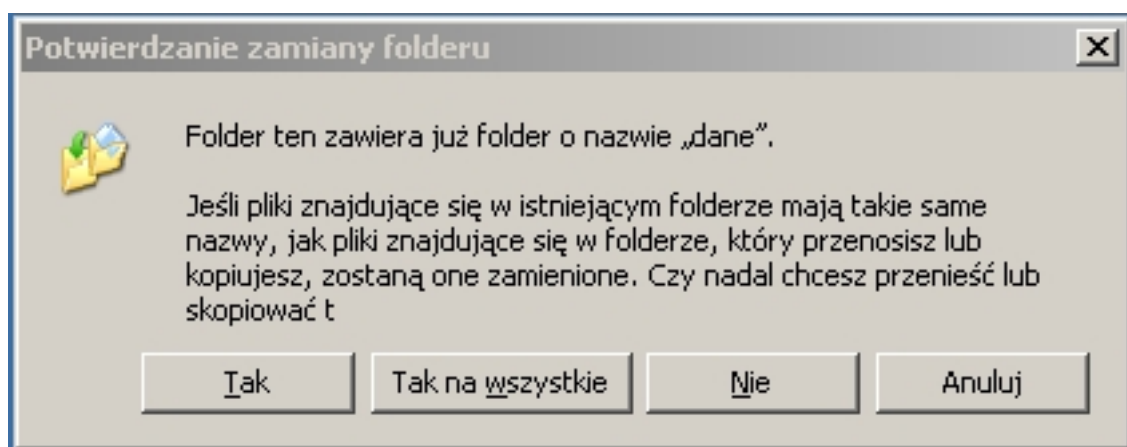 Potwierdzanie zamiany folderu
Folder ten zawiera już folder o nazwie „dane”.
Jeśli pliki znajdujące się w istniejącym folderze mają takie same
nazwy, jak pliki znajdujące się w folderze, który przenosisz lub
kopiujesz, zostaną one zamienione. Czy nadal chcesz przenieść lub
skopiować t
Tak
Tak na wszystkie
Nie
Anuluj